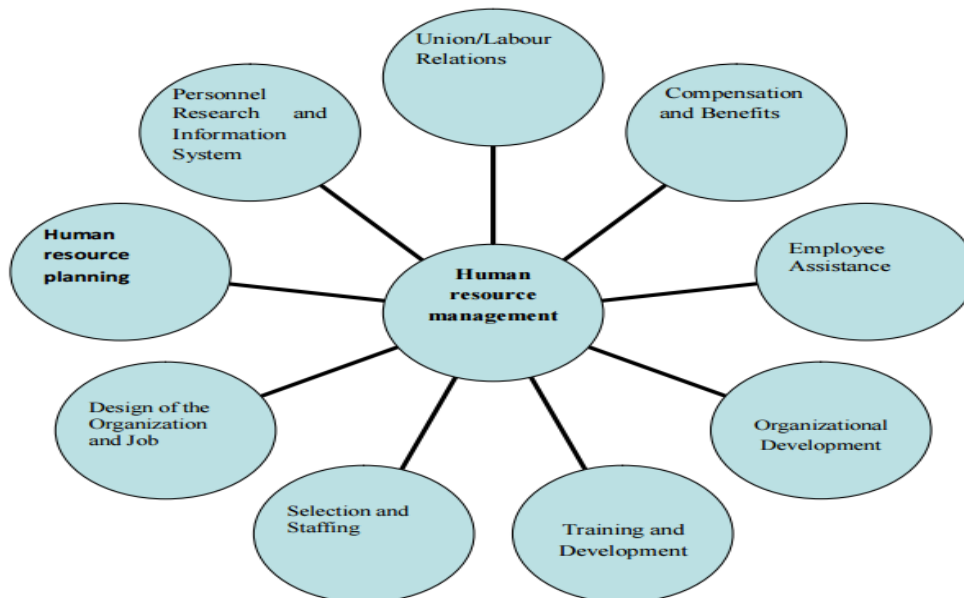 Union/Labour
Relations
Personnel
Research and
Information
System
Compensation
and Benefits
Human
resource
planning
Employee
Assistance
Human
resource
management
Design of the
Organization
and Job
Organizational
Development
Selection and
Staffing
Training and
Development